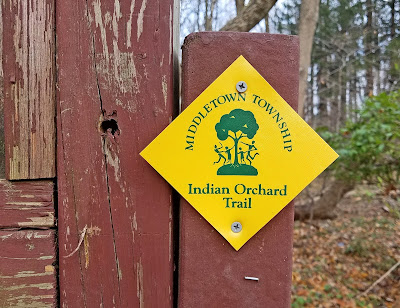 MIDDLETOWN TOWNSHIP
Indian Orchard
Trail